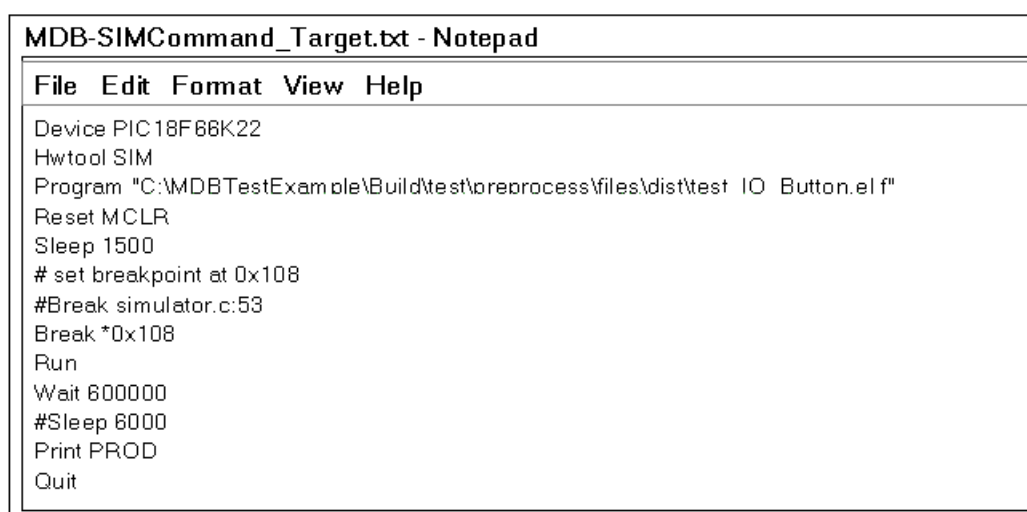 MDB-SIMCommand_Target.txt - Notepad
File Edit Format View Help
Device PIC18F66K22
Hwtool SIM
Program "C:\MDBTestExample\Build\test\preprocess\files\dist\test_IO_Button.elf"
Reset MCLR
Sleep 1500
# set breakpoint at 0x108
#Break simulator.c:53
Break *0x108
Run
Wait 600000
#Sleep 6000
Print PROD
Quit